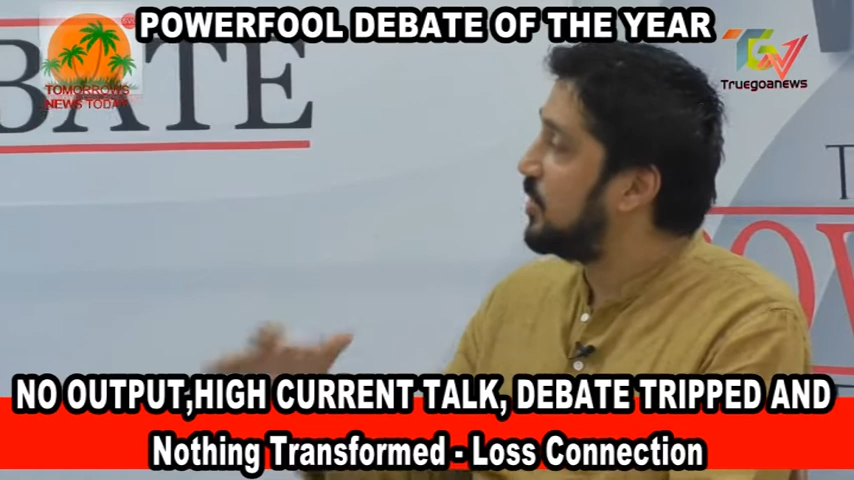 POWERFOOL DEBATE OF THE YEAR
TOMORROWS
NEWS TODAY
TGN
Truegoanews
BATE
NO OUTPUT,HIGH CURRENT TALK, DEBATE TRIPPED AND
Nothing Transformed - Loss Connection